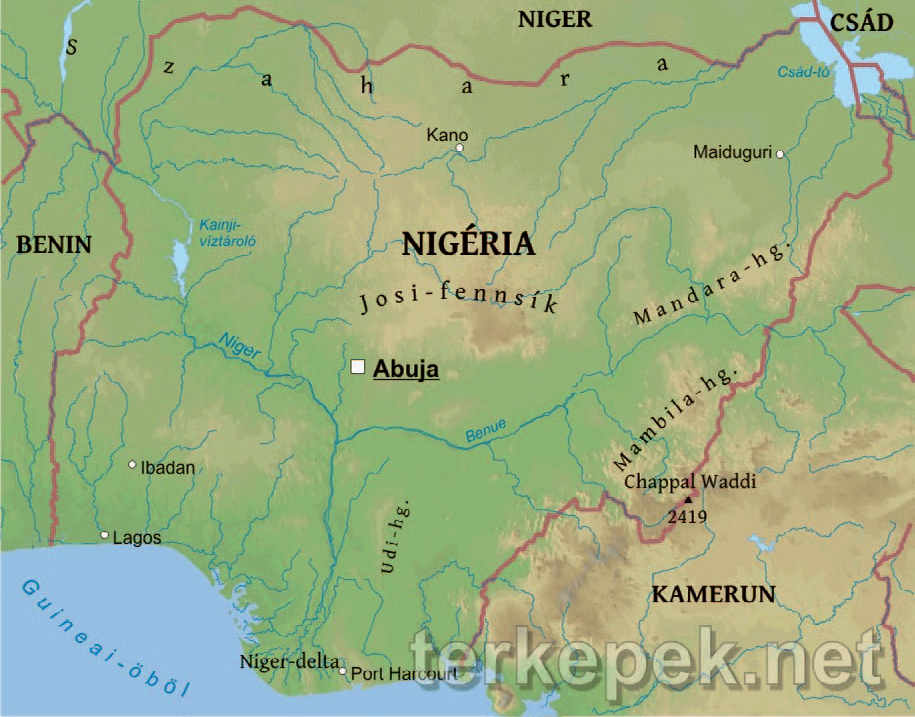 NIGER
CSÁD
Szahara
Csád-tó
Kano
Maiduguri
BENIN
Kainji-
víztároló
NIGÉRIA
Mandara-hg.
Josi-fennsík
Niger
Abuja
Mambila-hg.
Benue
Ibadan
Chappal Waddi
2419
Lagos
Udi-hg.
Guineai-öböl
KAMERUN
Niger-delta
Port Harcourt
terkepek.net